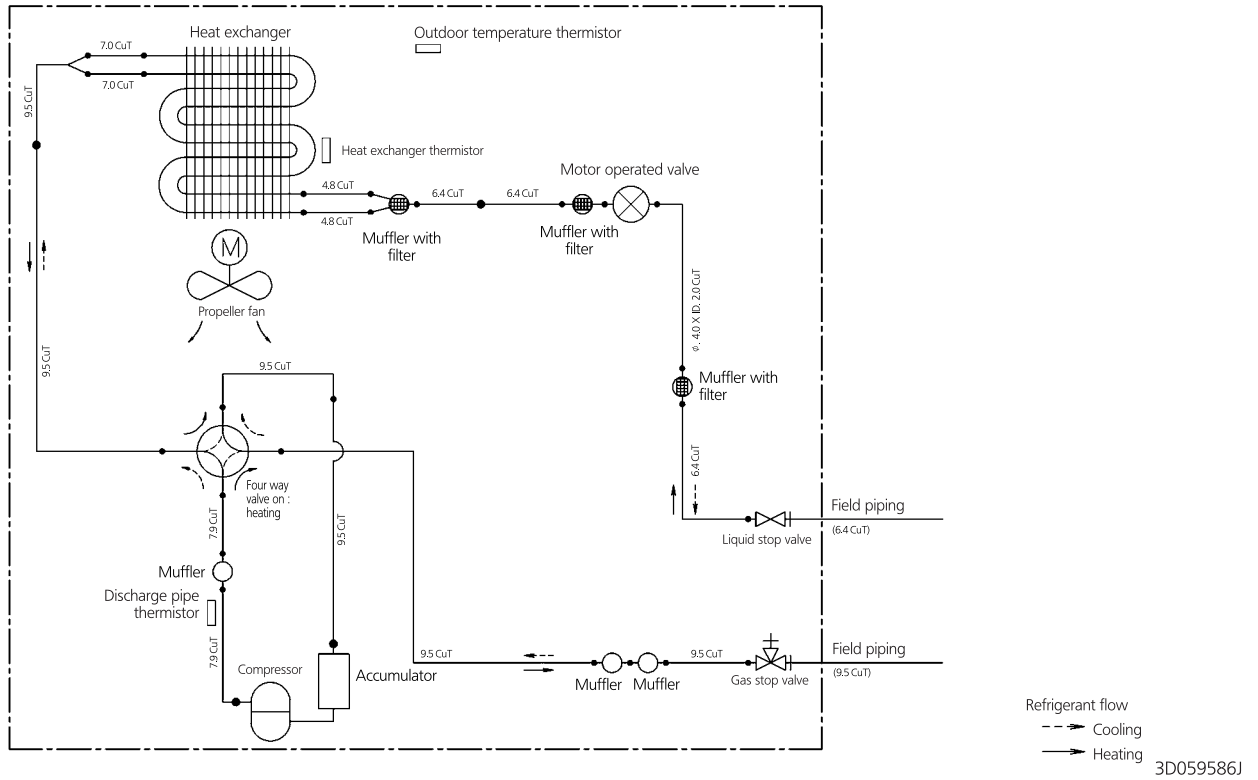 Heat exchanger
Outdoor temperature thermistor
7.0 CuT
7.0 CuT
9.5 CuT
Heat exchanger thermistor
Motor operated valve
4.8 CuT
4.8 CuT
6.4 CuT
6.4 CuT
Muffler with
filter
Muffler with
filter
M
Propeller fan
φ. 4.0 X ID. 2.0 CuT
9.5 CuT
9.5 CuT
Muffler with
filter
6.4 CuT
Four way
valve on :
heating
7.9 CuT
9.5 CuT
Field piping
(6.4 CuT)
Liquid stop valve
Muffler
Discharge pipe
thermistor
7.9 CuT
Compressor
Accumulator
9.5 CuT
9.5 CuT
Muffler
Muffler
Gas stop valve
Field piping
(9.5 CuT)
Refrigerant flow
Cooling
Heating
3D059586J